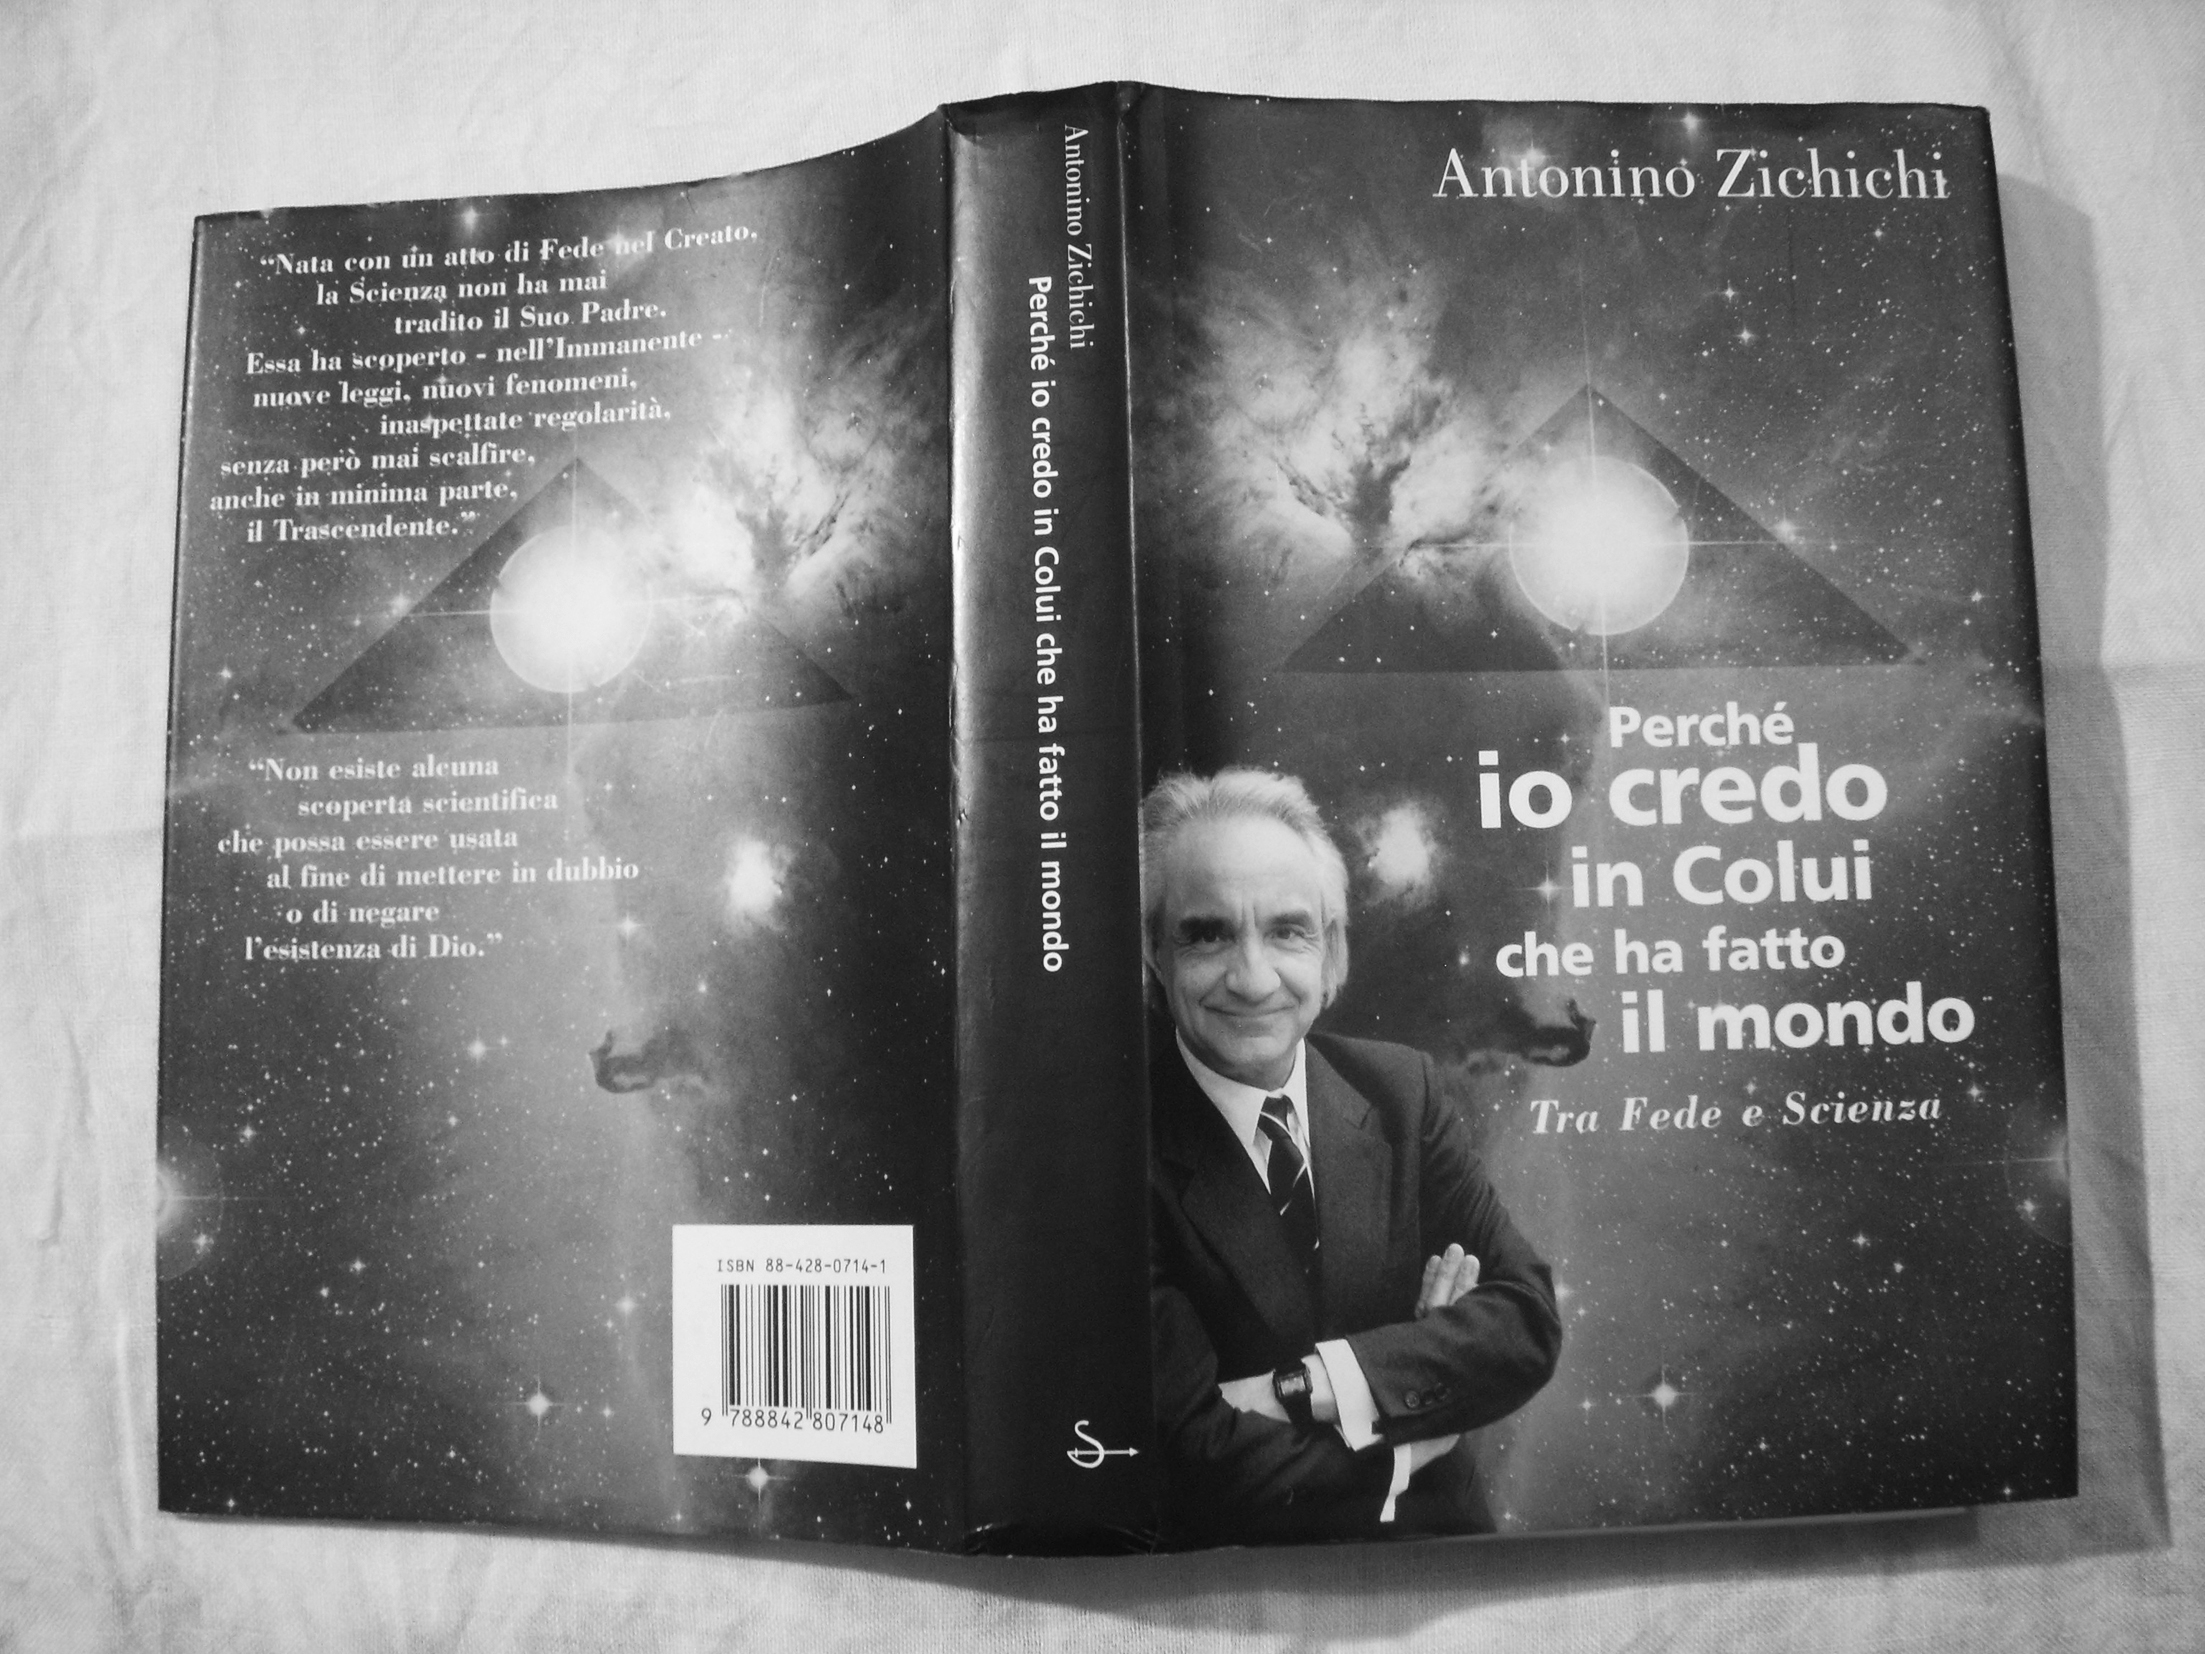 "Nata con un atto di Fede nel Creato,
la Scienza non ha mai
tradito il Suo Padre.
Essa ha scoperto - nell'Immanente -
nuove leggi, nuovi fenomeni,
inaspettate regolarità,
senza però mai scalfire,
anche in minima parte,
il Trascendente."
"Non esiste alcuna
scoperta scientifica
che possa essere usata
al fine di mettere in dubbio
o di negare
l'esistenza di Dio."
ISBN 88-428-0714-1
9 788842 807148
Antonino Zichichi
Perché io credo in Colui che ha fatto il mondo
Antonino Zichichi
Perché
io credo
in Colui
che ha fatto
il mondo
Tra Fede e Scienza